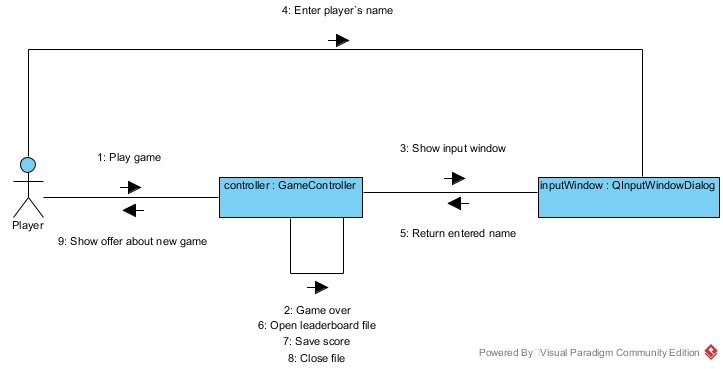 4: Enter player`s name
3: Show input window
1: Play game
controller : GameController
inputWindow : QInputWindowDialog
Player
9: Show offer about new game
5: Return entered name
2: Game over
6: Open leaderboard file
7: Save score
8: Close file
Powered By Visual Paradigm Community Edition